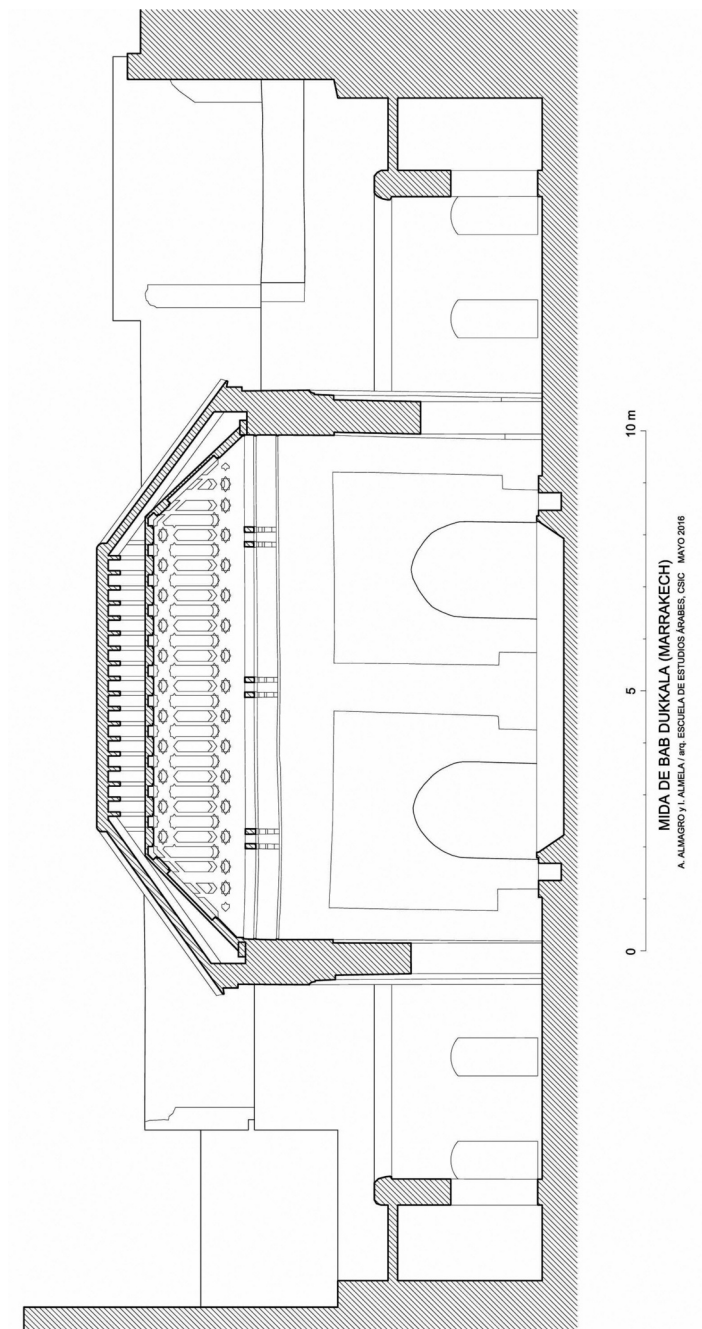 0 5 10 m
MIDA DE BAB DUKKALA (MARRAKECH)
A. ALMAGRO y I. ALMELA / arq. ESCUELA DE ESTUDIOS ÁRABES, CSIC MAYO 2016